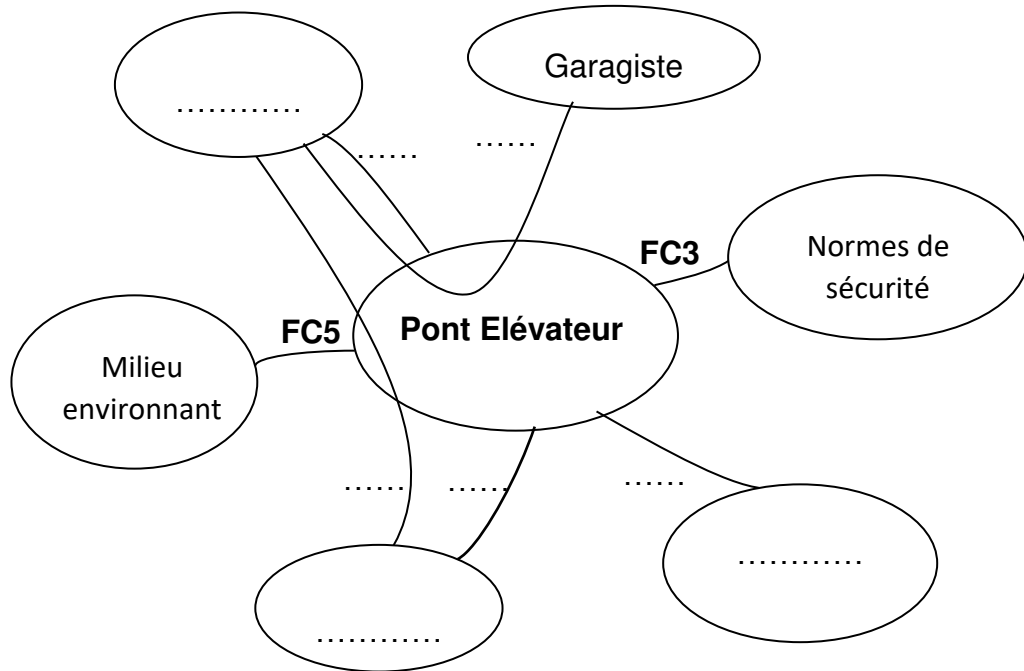 Garagiste
............
...... ......
FC3
Normes de
sécurité
Pont Elévateur
FC5
Milieu
environnant
...... ...... ......
............
............